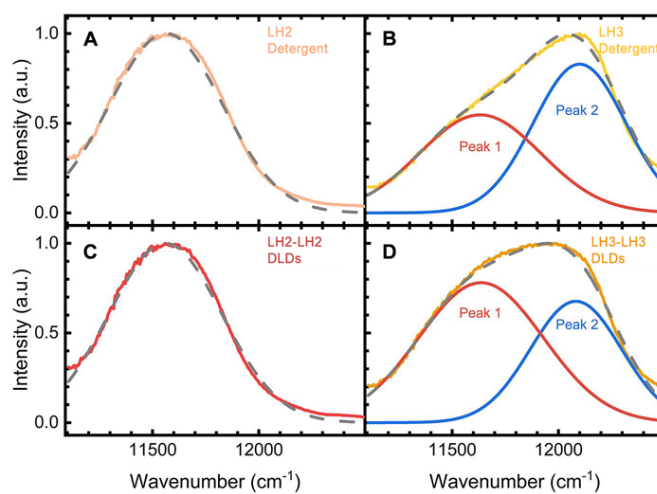 A
LH2
Detergent
B
LH3
Detergent
Peak 1
Peak 2
1.0
0.5
0.0
Intensity (a.u.)
C
LH2-LH2
DLDs
D
LH3-LH3
DLDs
Peak 1
Peak 2
1.0
0.5
0.0
Intensity (a.u.)
11500
12000
11500
12000
Wavenumber (cm⁻¹)
Wavenumber (cm⁻¹)